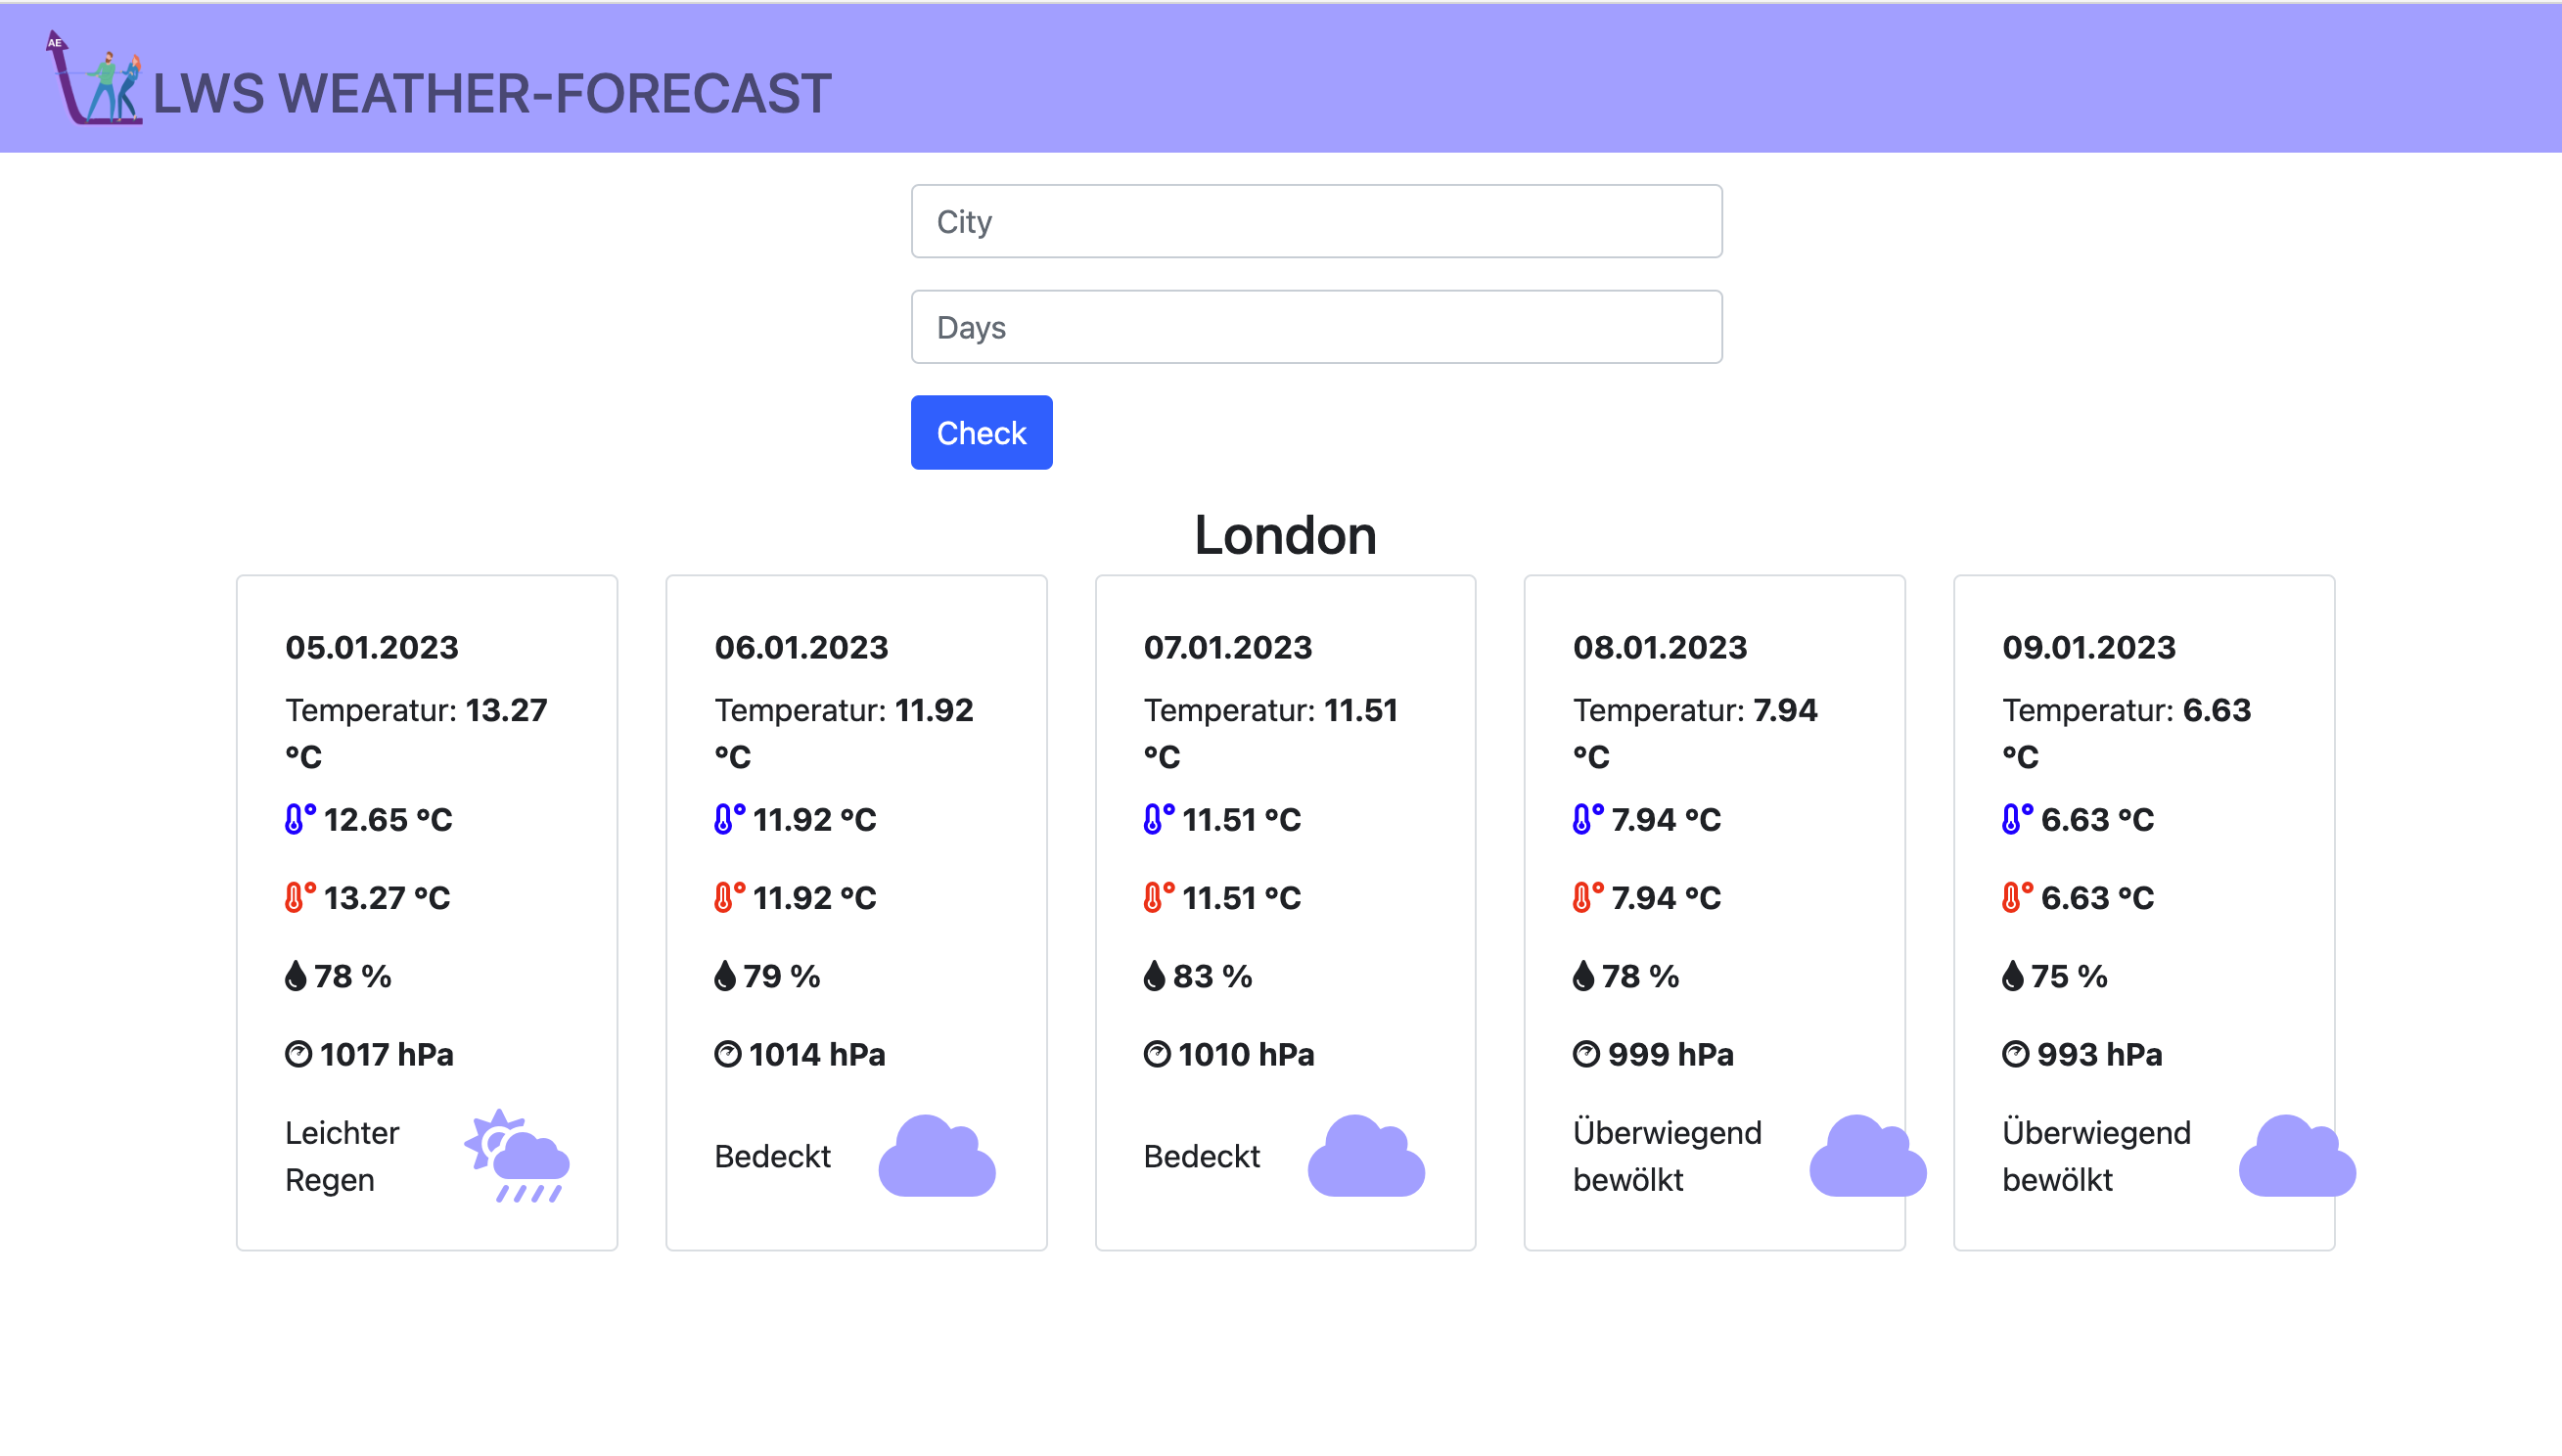 AE
LWS WEATHER-FORECAST
City
Days
Check
London
05.01.2023
Temperatur: 13.27
°C
12.65 °C
13.27 °C
78 %
1017 hPa
Leichter
Regen
06.01.2023
Temperatur: 11.92
°C
11.92 °C
11.92 °C
79 %
1014 hPa
Bedeckt
07.01.2023
Temperatur: 11.51
°C
11.51 °C
11.51 °C
83 %
1010 hPa
Bedeckt
08.01.2023
Temperatur: 7.94
°C
7.94 °C
7.94 °C
78 %
999 hPa
Überwiegend
bewölkt
09.01.2023
Temperatur: 6.63
°C
6.63 °C
6.63 °C
75 %
993 hPa
Überwiegend
bewölkt